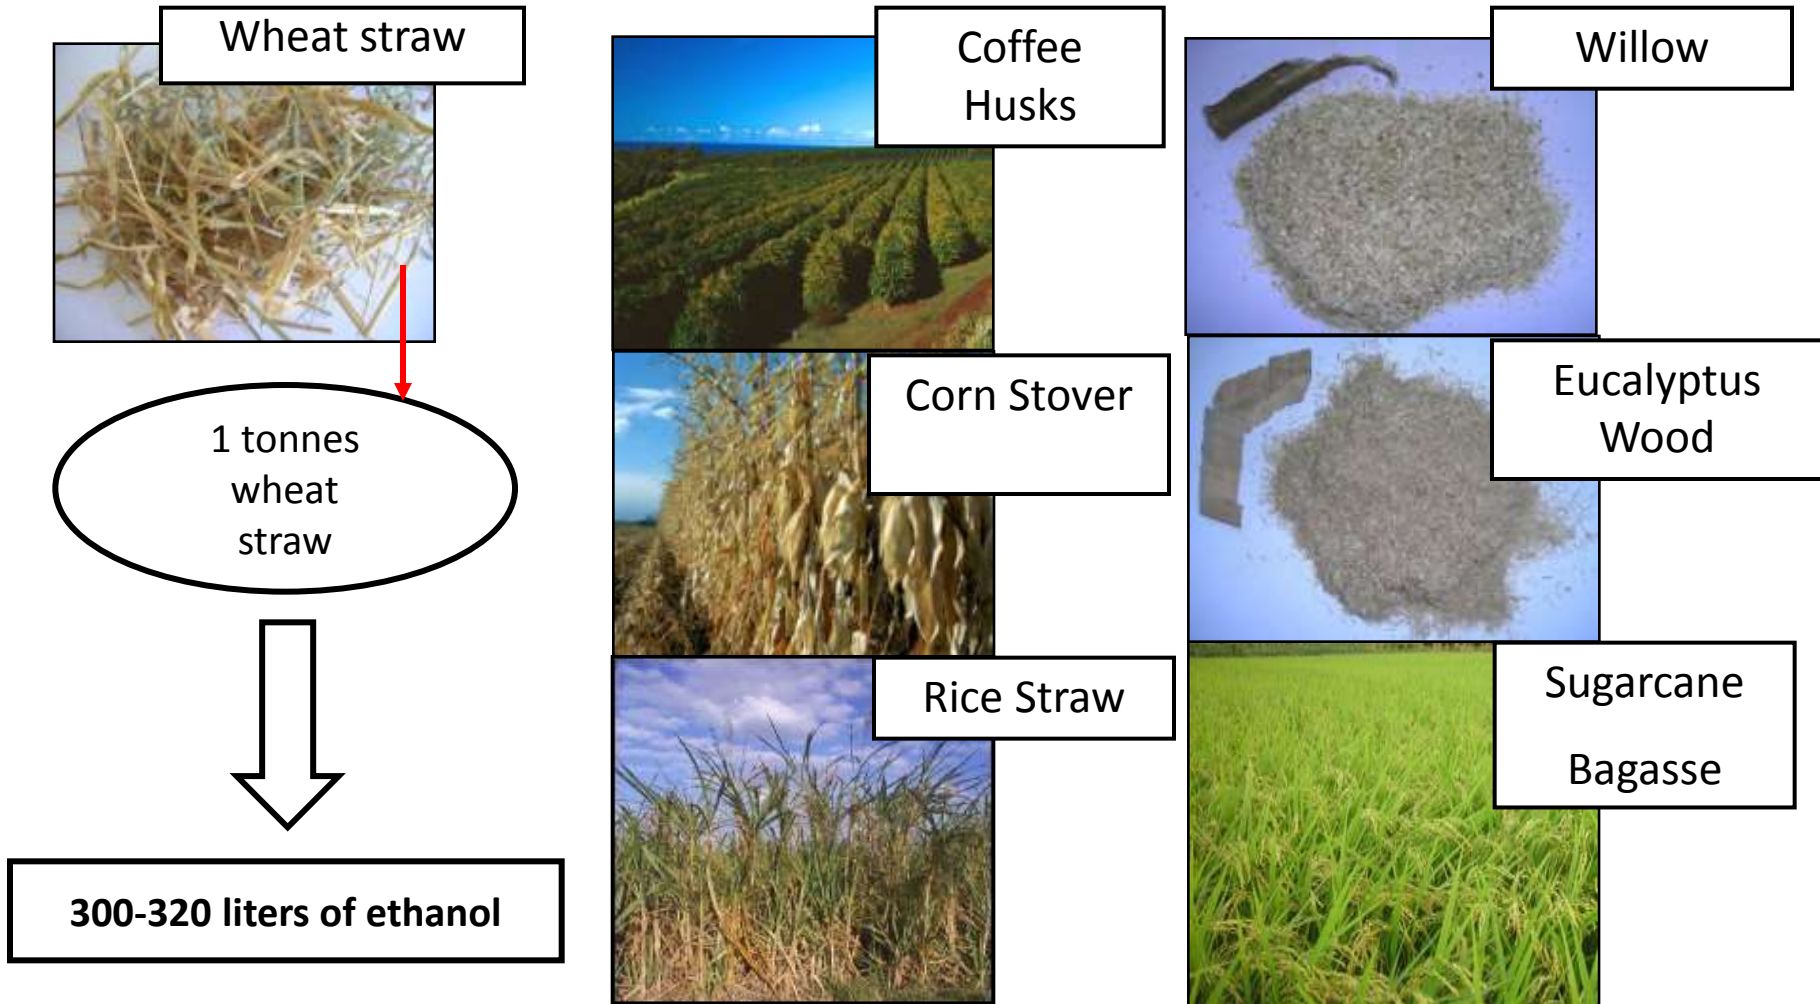 Wheat straw
1 tonnes
wheat
straw
300-320 liters of ethanol
Coffee
Husks
Corn Stover
Rice Straw
Willow
Eucalyptus
Wood
Sugarcane
Bagasse